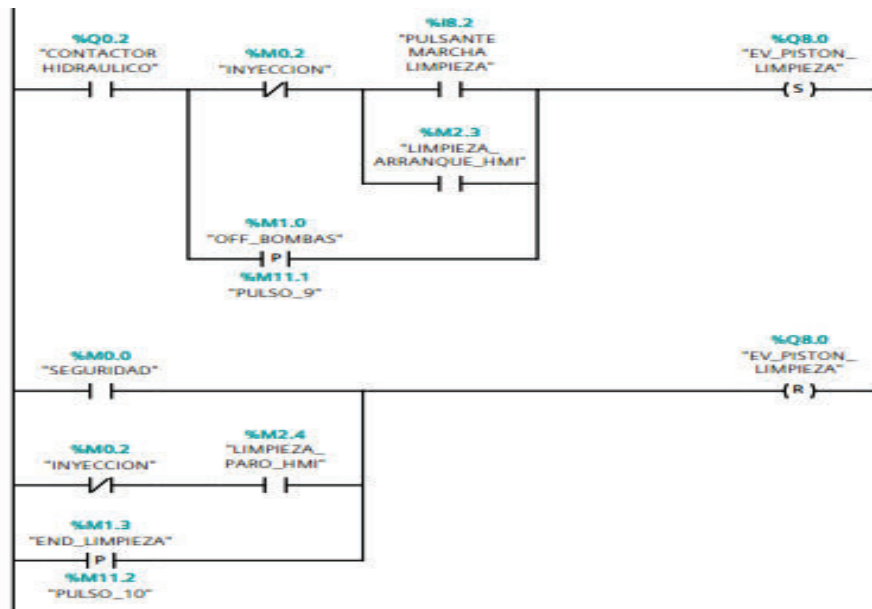 %Q0.2
"CONTACTOR
HIDRAULICO"
%M0.2
"INYECCION"
%I8.2
"PULSANTE
MARCHA
LIMPIEZA"
%Q8.0
"EV_PISTON_
LIMPIEZA"
S
%M2.3
"LIMPIEZA_
ARRANQUE_HMI"
%M1.0
"OFF_BOMBAS"
P
%M11.1
"PULSO_9"
%M0.0
"SEGURIDAD"
%Q8.0
"EV_PISTON_
LIMPIEZA"
R
%M0.2
"INYECCION"
%M2.4
"LIMPIEZA_
PARO_HMI"
%M1.3
"END_LIMPIEZA"
P
%M11.2
"PULSO_10"